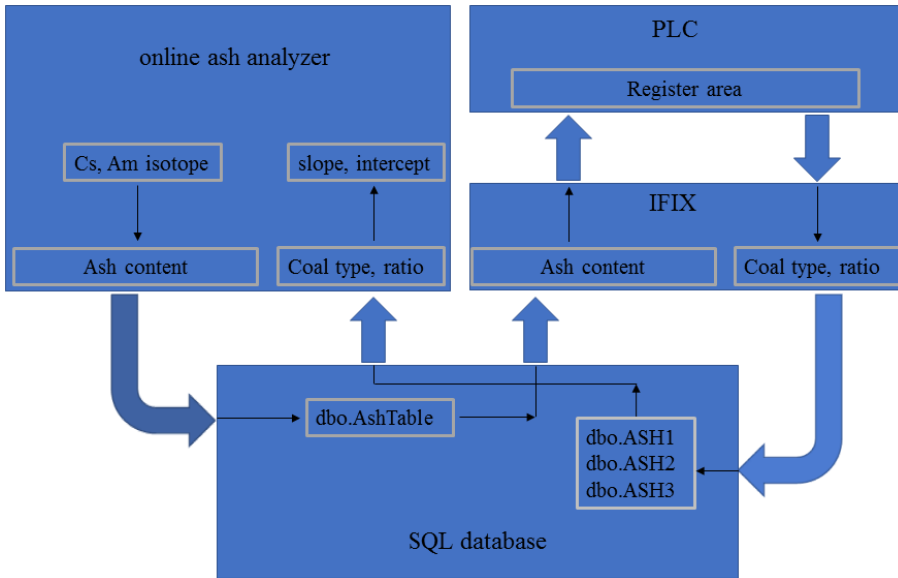 online ash analyzer
Cs, Am isotope
slope, intercept
Ash content
Coal type, ratio
PLC
Register area
IFIX
Ash content
Coal type, ratio
dbo.AshTable
dbo.ASH1
dbo.ASH2
dbo.ASH3
SQL database